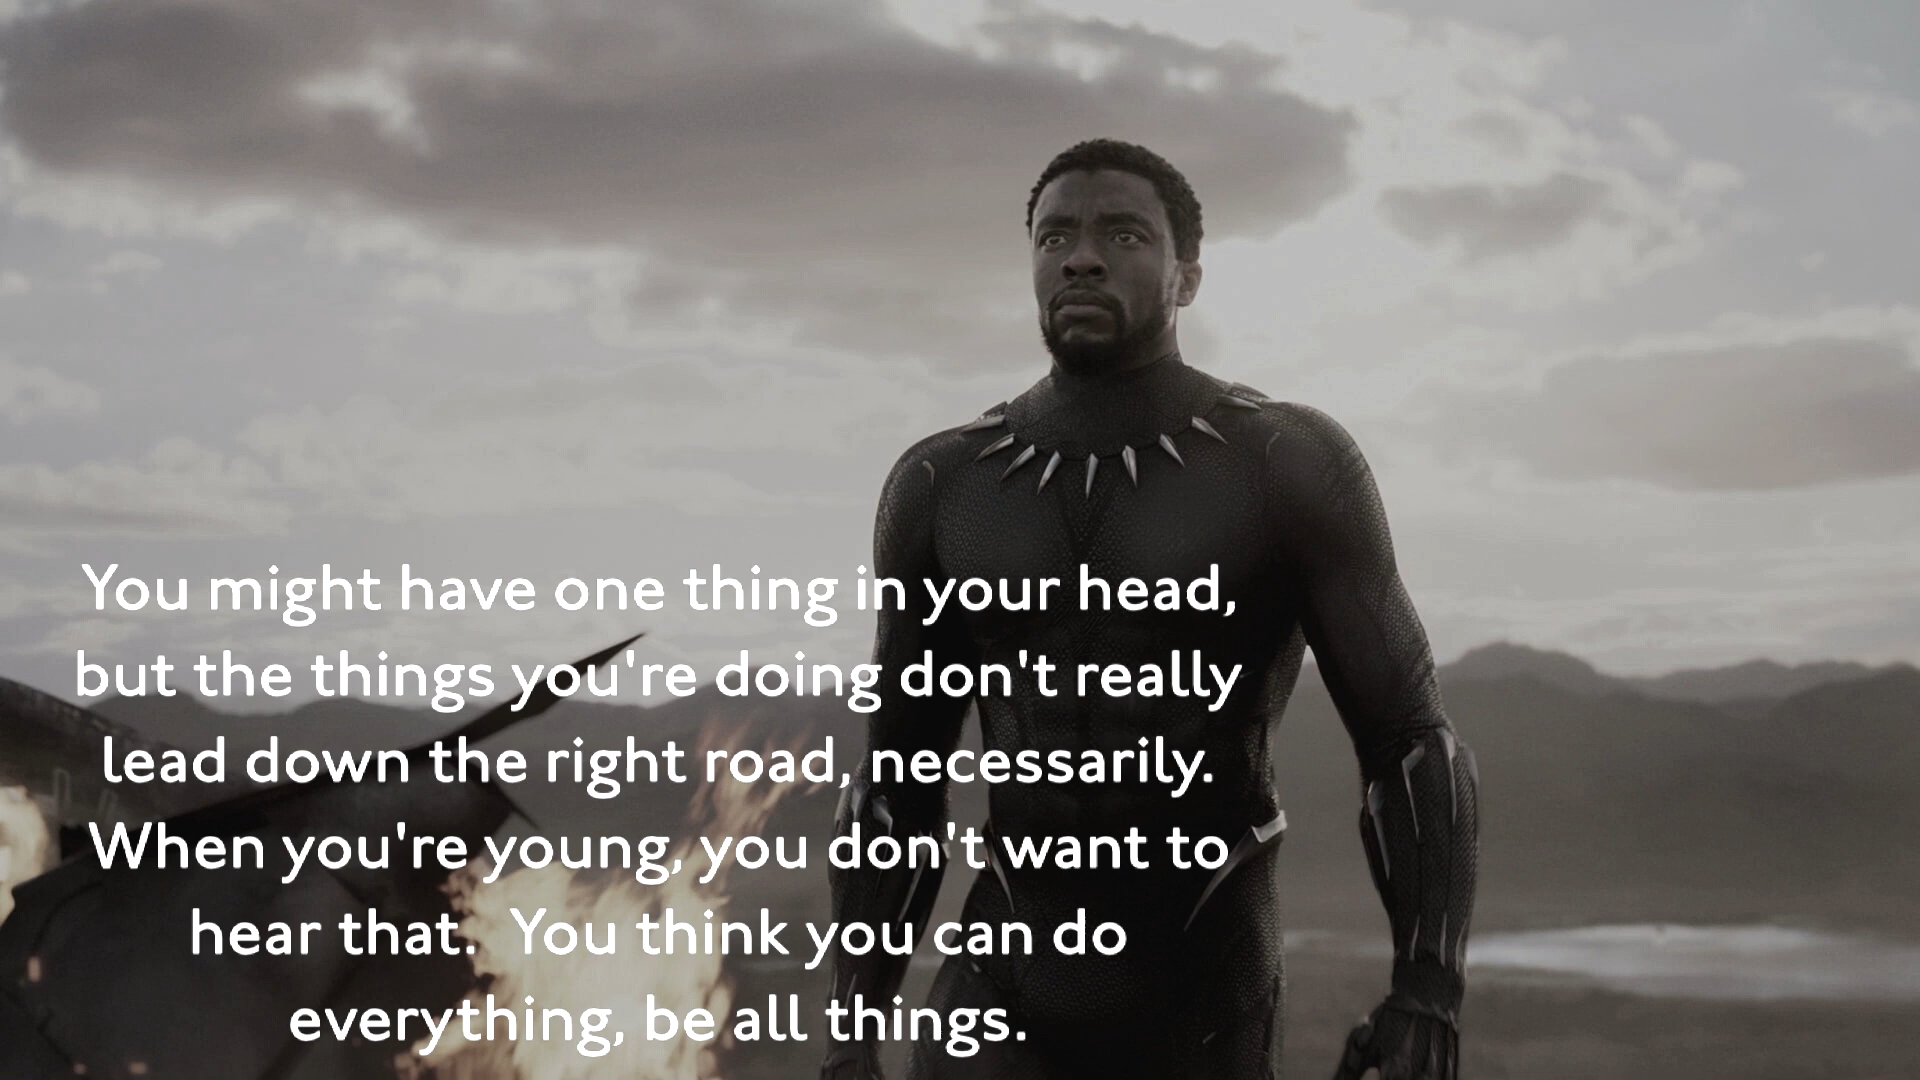 You might have one thing in your head,
but the things you're doing don't really
lead down the right road, necessarily.
When you're young, you don't want to
hear that.  You think you can do
everything, be all things.